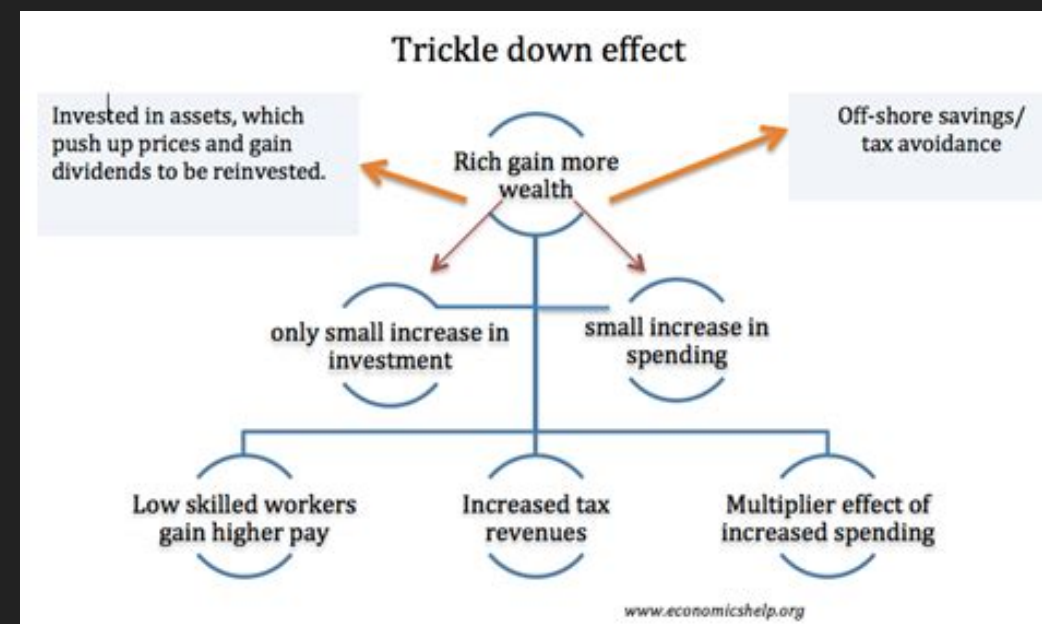 Trickle down effect
Invested in assets, which
push up prices and gain
dividends to be reinvested.
Off-shore savings/
tax avoidance
Rich gain more
wealth
only small increase in
investment
small increase in
spending
Low skilled workers
gain higher pay
Increased tax
revenues
Multiplier effect of
increased spending
www.economicshelp.org